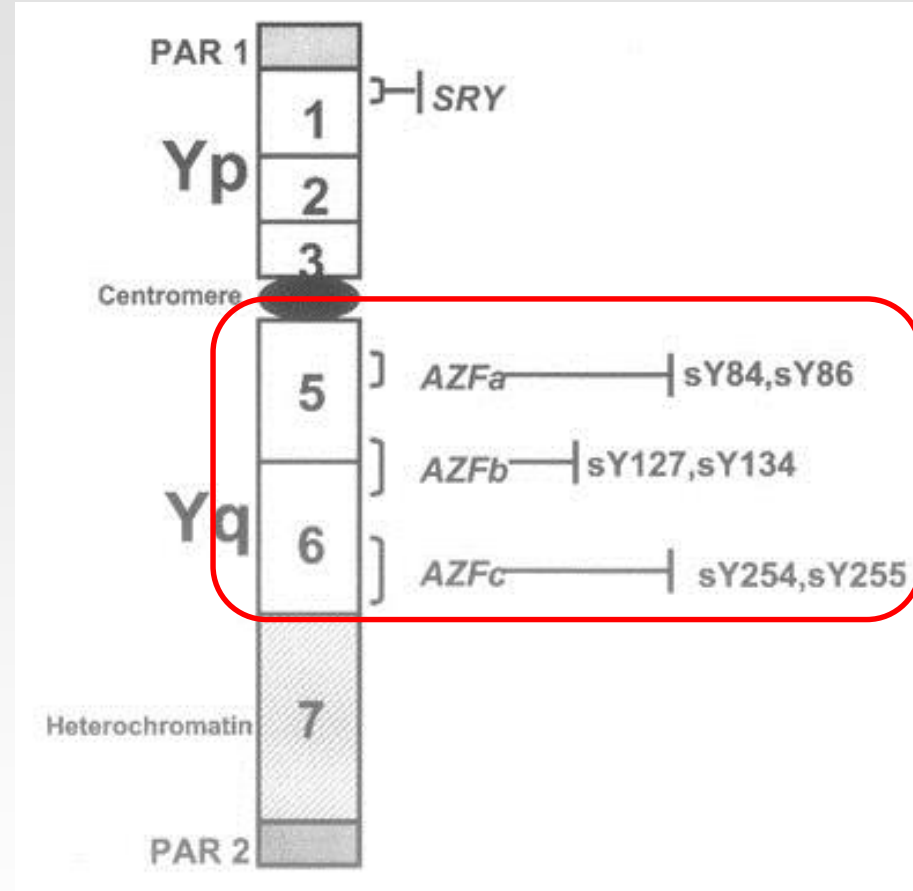 PAR 1
SRY
1
Yp
2
3
Centromere
5
AZFa
sY84,sY86
AZFb
sY127,sY134
Yq
6
AZFc
sY254,sY255
Heterochromatin
7
PAR 2